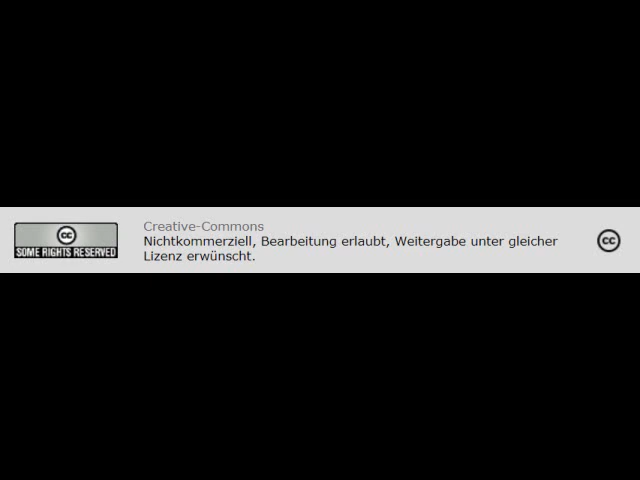 cc
SOME RIGHTS RESERVED
Creative-Commons
Nichtkommerziell, Bearbeitung erlaubt, Weitergabe unter gleicher
Lizenz erwünscht.
cc